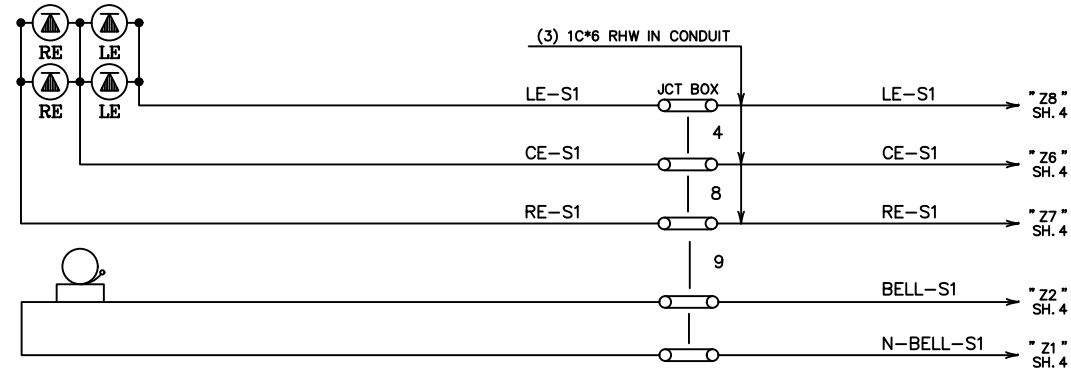 RE LE
(3) 1C*6 RHW IN CONDUIT
RE LE
LE-S1 JCT BOX LE-S1 "Z8"
SH. 4
4
CE-S1 CE-S1 "Z6"
SH. 4
8
RE-S1 RE-S1 "Z7"
SH. 4
9
BELL-S1 "Z2"
SH. 4
N-BELL-S1 "Z1"
SH. 4